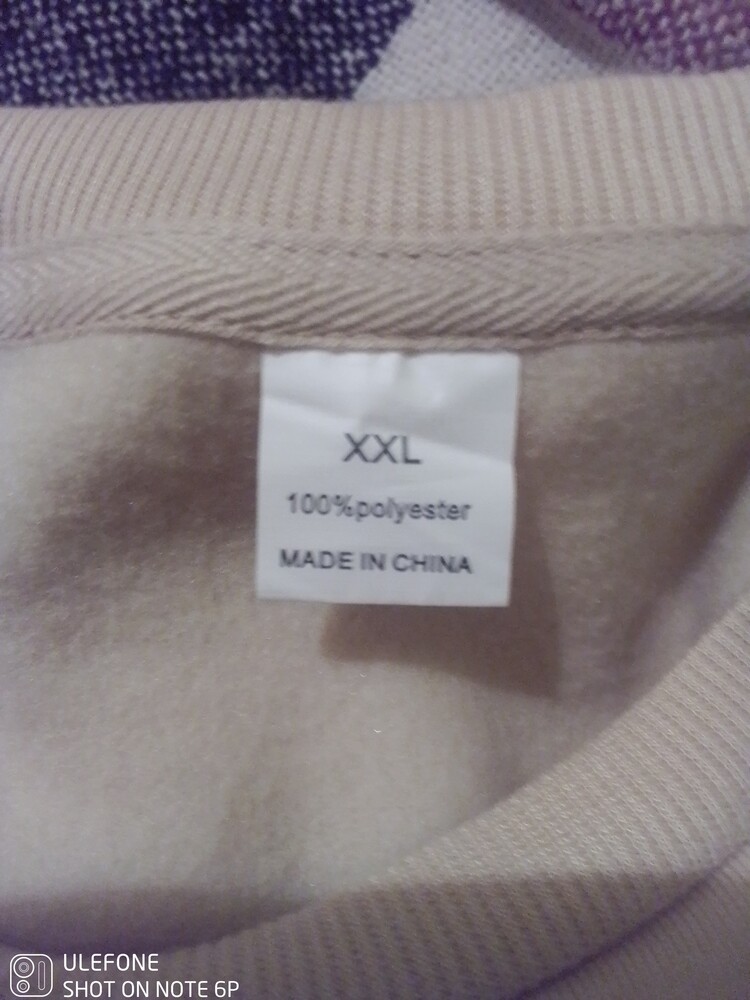 XXL
100%polyester
MADE IN CHINA
ULEFONE
SHOT ON NOTE 6P